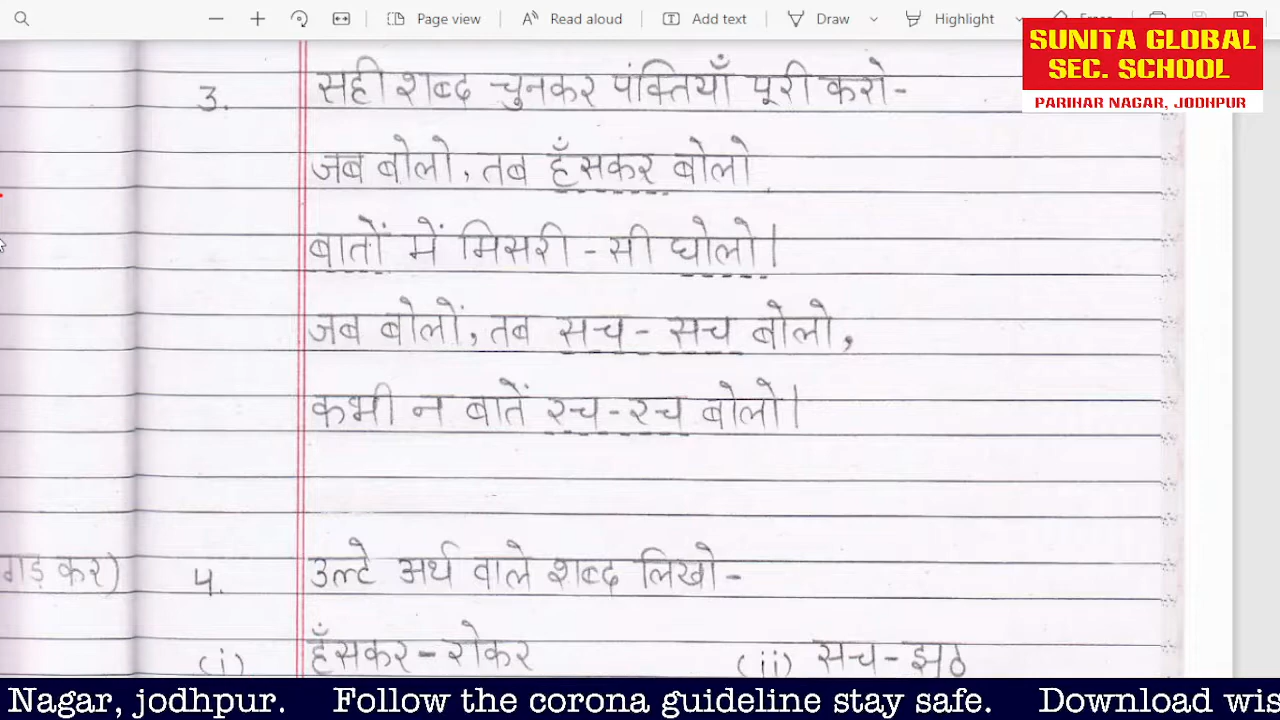 Page view
Read aloud
Add text
Draw
Highlight
SUNITA GLOBAL
SEC. SCHOOL
PARIHAR NAGAR, JODHPUR
3. सही शब्द चुनकर पंक्तियाँ पूरी करो-
जब बोलो, तब हँसकर बोलो
बातों में मिसरी - सी घोलो।
जब बोलों, तब सच - सच बोलो,
कभी न बातें रच-रच बोलो।
गड़ कर)
4. उल्टे अर्थ वाले शब्द लिखो-
(i) हँसकर - रोकर (ii) सच-झूठ
Nagar, jodhpur. Follow the corona guideline stay safe. Download wis